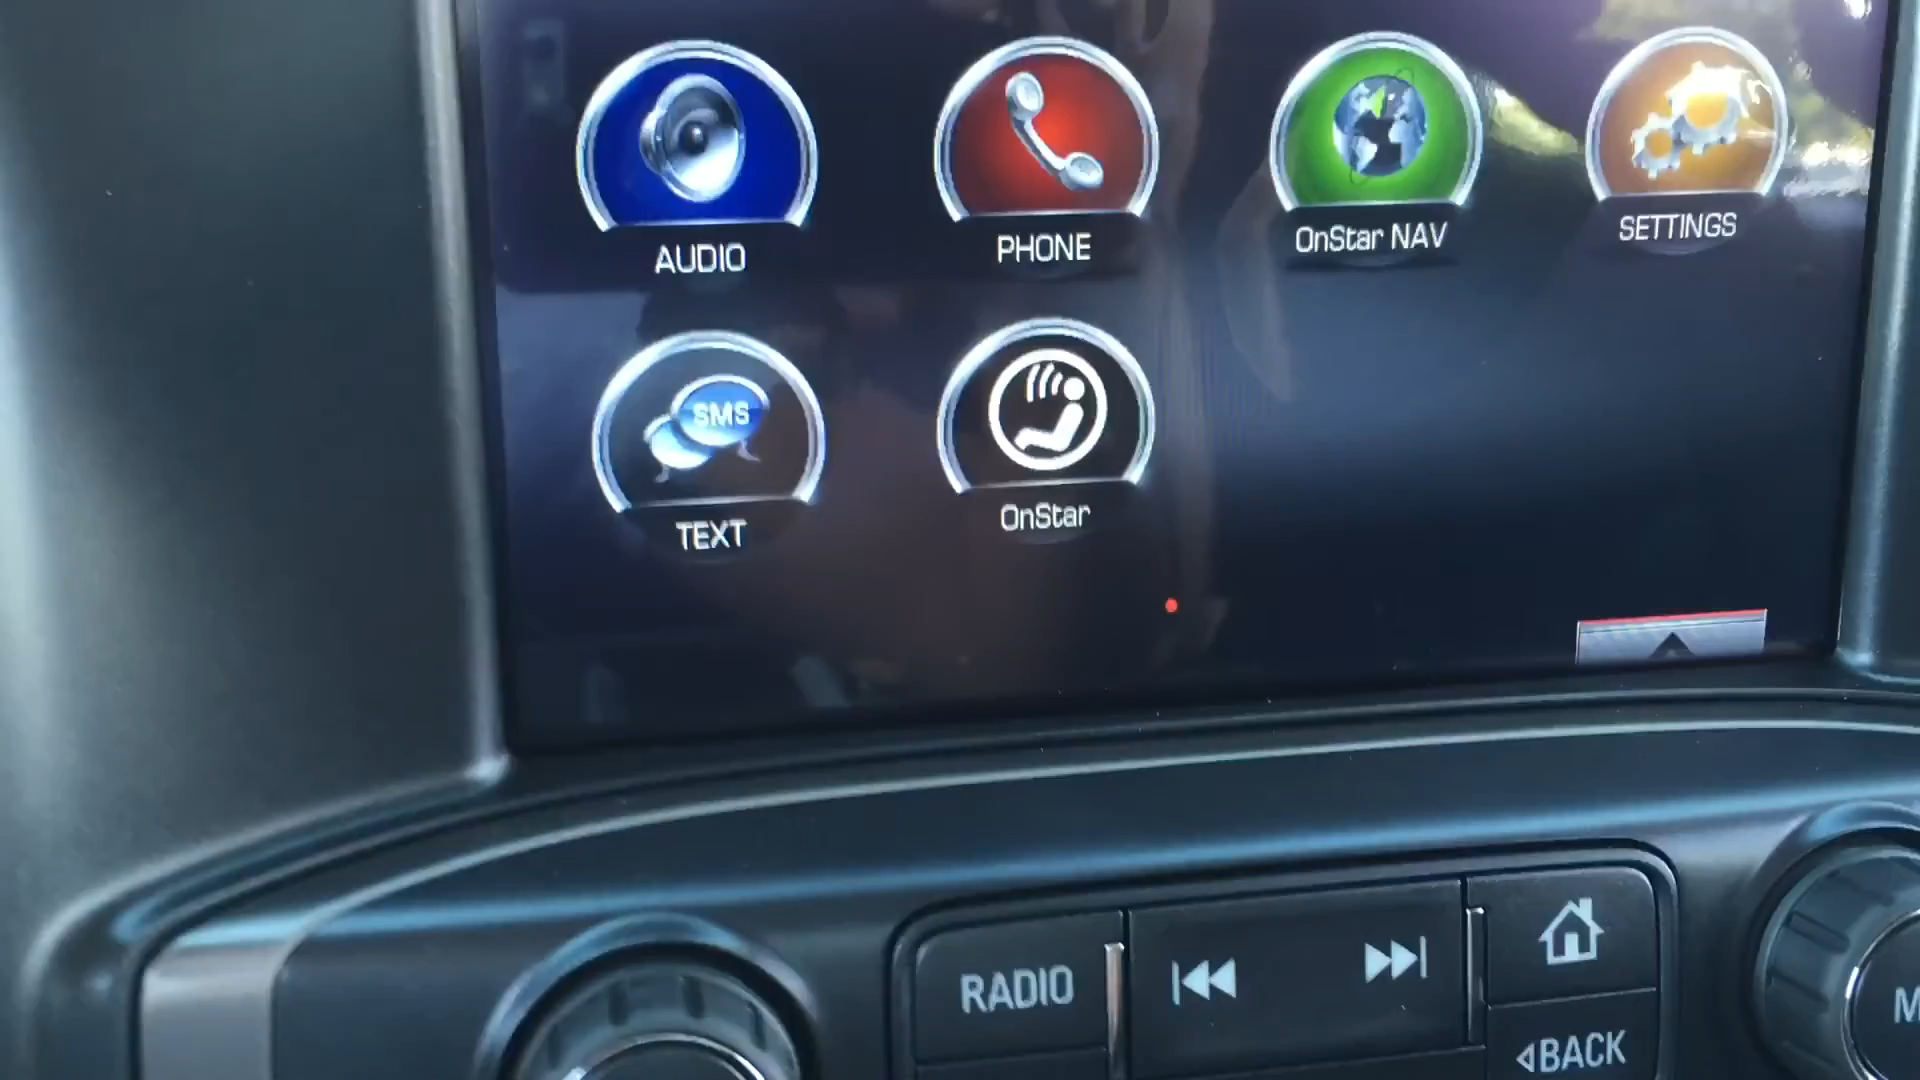 AUDIO
PHONE
OnStar NAV
SETTINGS
SMS
TEXT
OnStar
RADIO
BACK